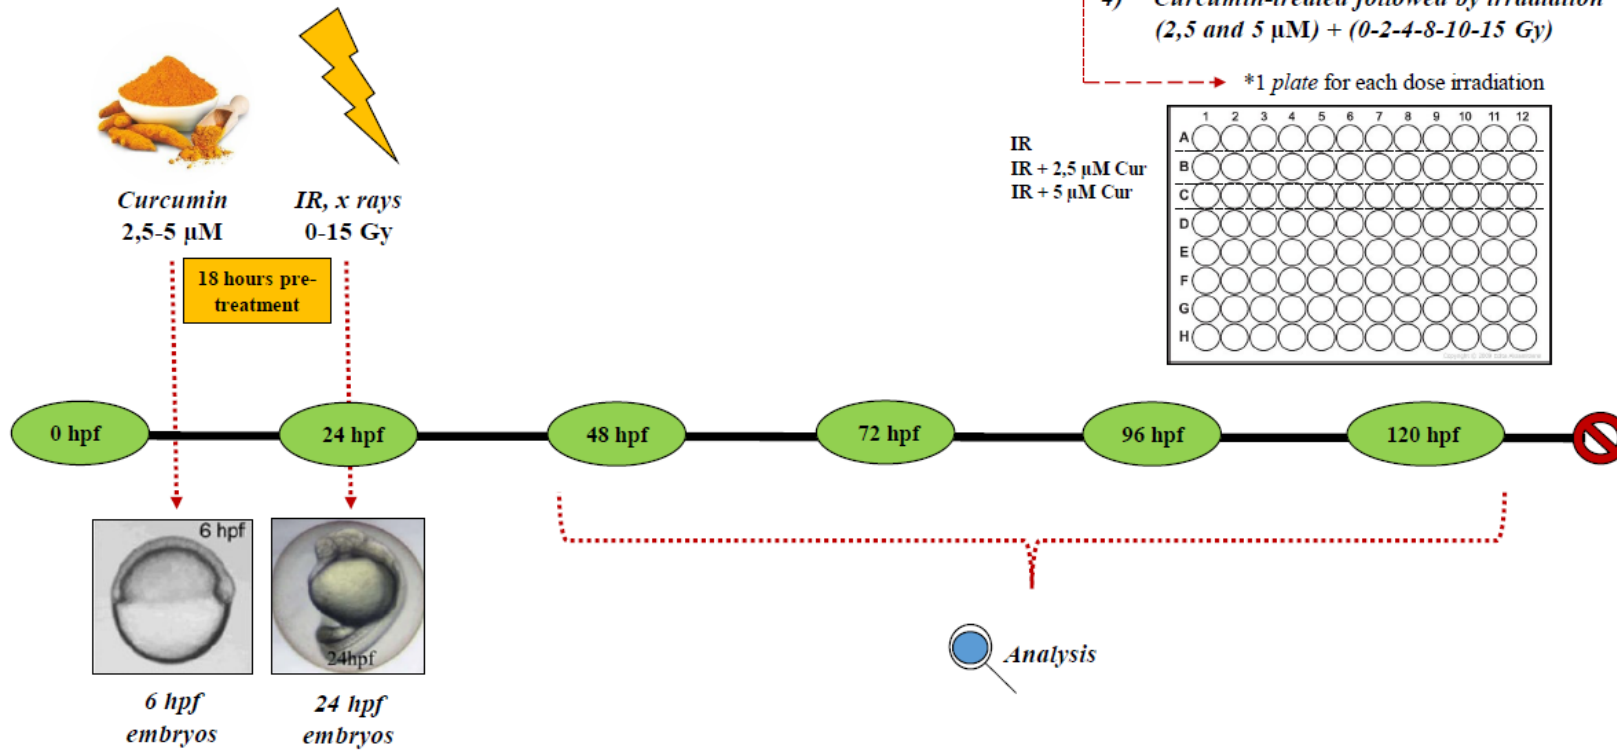 4) Curcumin-treated followed by irradiation
(2,5 and 5 µM) + (0-2-4-8-10-15 Gy)
*1 plate for each dose irradiation
Curcumin
2,5-5 µM
IR, x rays
0-15 Gy
18 hours pre-
treatment
IR
IR + 2,5 µM Cur
IR + 5 µM Cur
1 2 3 4 5 6 7 8 9 10 11 12
A
B
C
D
E
F
G
H
0 hpf
24 hpf
48 hpf
72 hpf
96 hpf
120 hpf
6 hpf
24hpf
6 hpf
embryos
24 hpf
embryos
Analysis